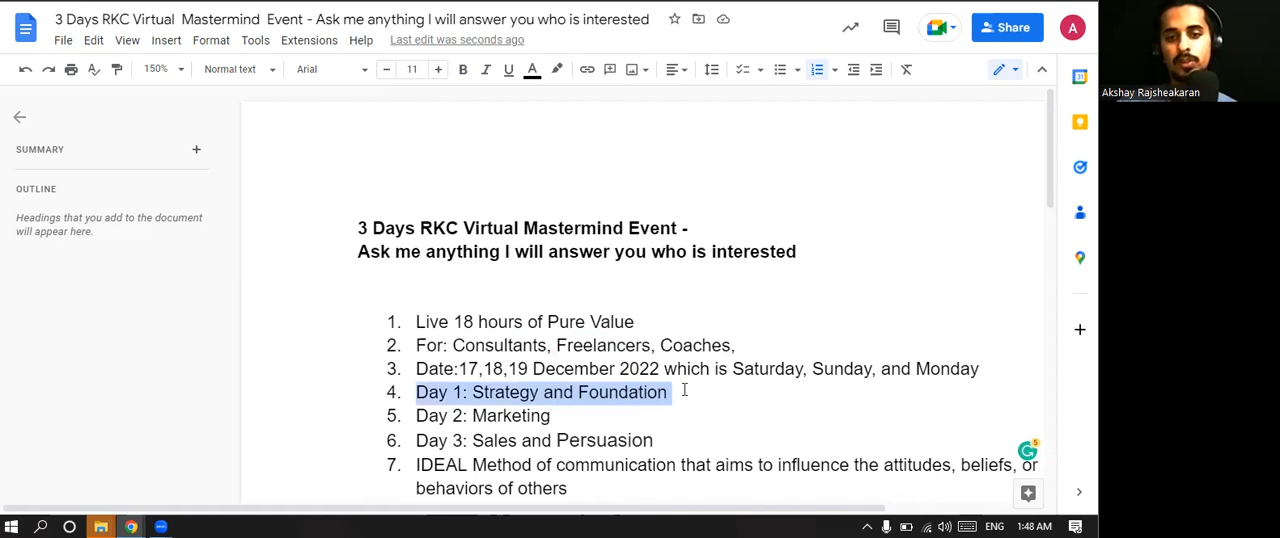 3 Days RKC Virtual Mastermind Event - Ask me anything I will answer you who is interested
File Edit View Insert Format Tools Extensions Help Last edit was seconds ago
Share
A
150% Normal text Arial 11
B I U A
31
Akshay Rajsheakaran
SUMMARY
OUTLINE
Headings that you add to the document
will appear here.
3 Days RKC Virtual Mastermind Event -
Ask me anything I will answer you who is interested
1. Live 18 hours of Pure Value
2. For: Consultants, Freelancers, Coaches,
3. Date:17,18,19 December 2022 which is Saturday, Sunday, and Monday
4. Day 1: Strategy and Foundation
5. Day 2: Marketing
6. Day 3: Sales and Persuasion
7. IDEAL Method of communication that aims to influence the attitudes, beliefs, or
behaviors of others
5
ENG 1:48 AM